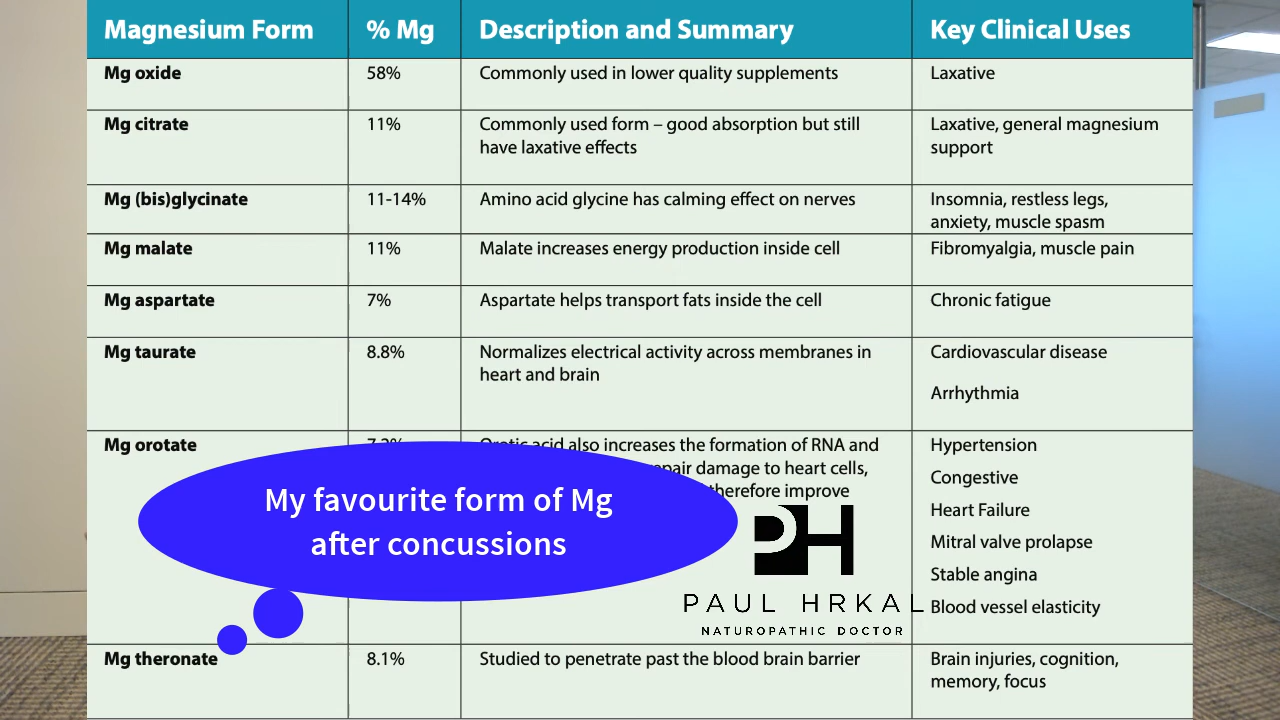 Magnesium Form % Mg Description and Summary Key Clinical Uses
Mg oxide 58% Commonly used in lower quality supplements Laxative
Mg citrate 11% Commonly used form – good absorption but still Laxative, general magnesium
have laxative effects support
Mg (bis)glycinate 11-14% Amino acid glycine has calming effect on nerves Insomnia, restless legs,
anxiety, muscle spasm
Mg malate 11% Malate increases energy production inside cell Fibromyalgia, muscle pain
Mg aspartate 7% Aspartate helps transport fats inside the cell Chronic fatigue
Mg taurate 8.8% Normalizes electrical activity across membranes in Cardiovascular disease
heart and brain
Arrhythmia
Mg orotate acid also increases the formation of RNA and Hypertension
damage to heart cells,
Congestive
therefore improve
My favourite form of Mg
after concussions
Heart Failure
Mitral valve prolapse
Stable angina
PH
PAUL HRKAL
NATUROPATHIC DOCTOR
Blood vessel elasticity
Mg theronate 8.1% Studied to penetrate past the blood brain barrier Brain injuries, cognition,
memory, focus